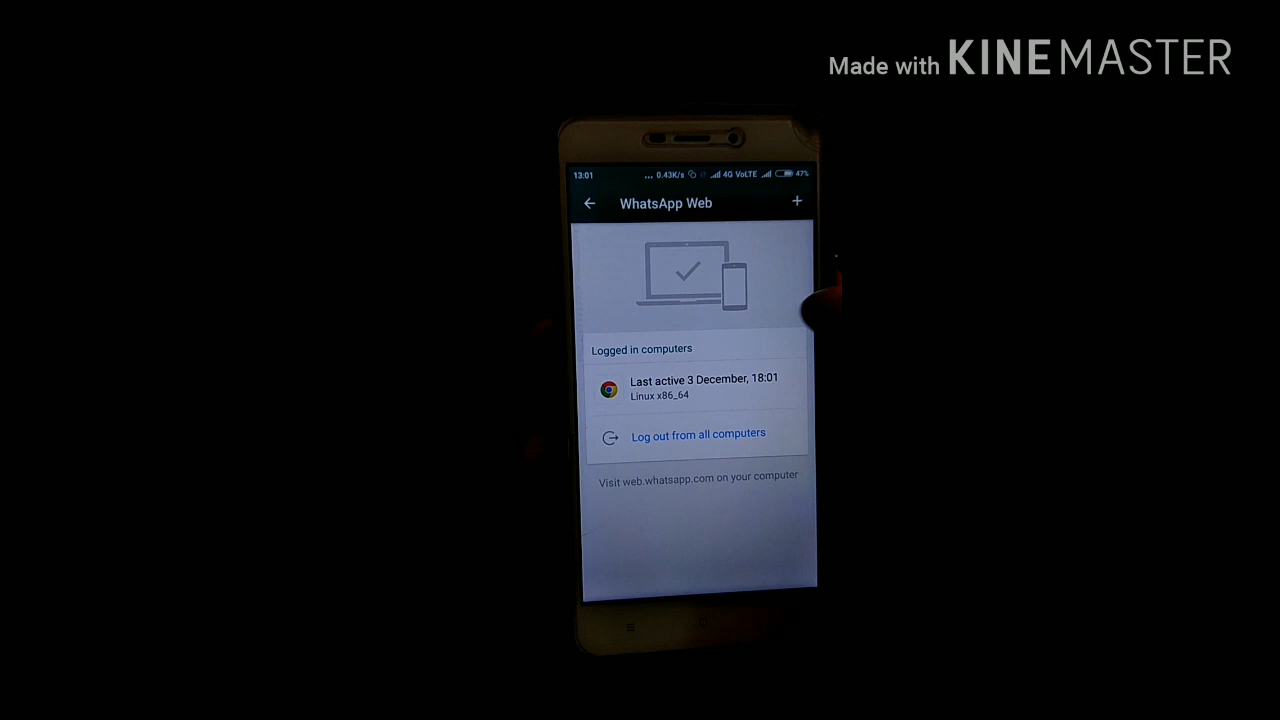 Made with KINEMASTER
13:01 ... 0.43K/s 4G VoLTE 47%
WhatsApp Web
Logged in computers
Last active 3 December, 18:01
Linux x86_64
Log out from all computers
Visit web.whatsapp.com on your computer